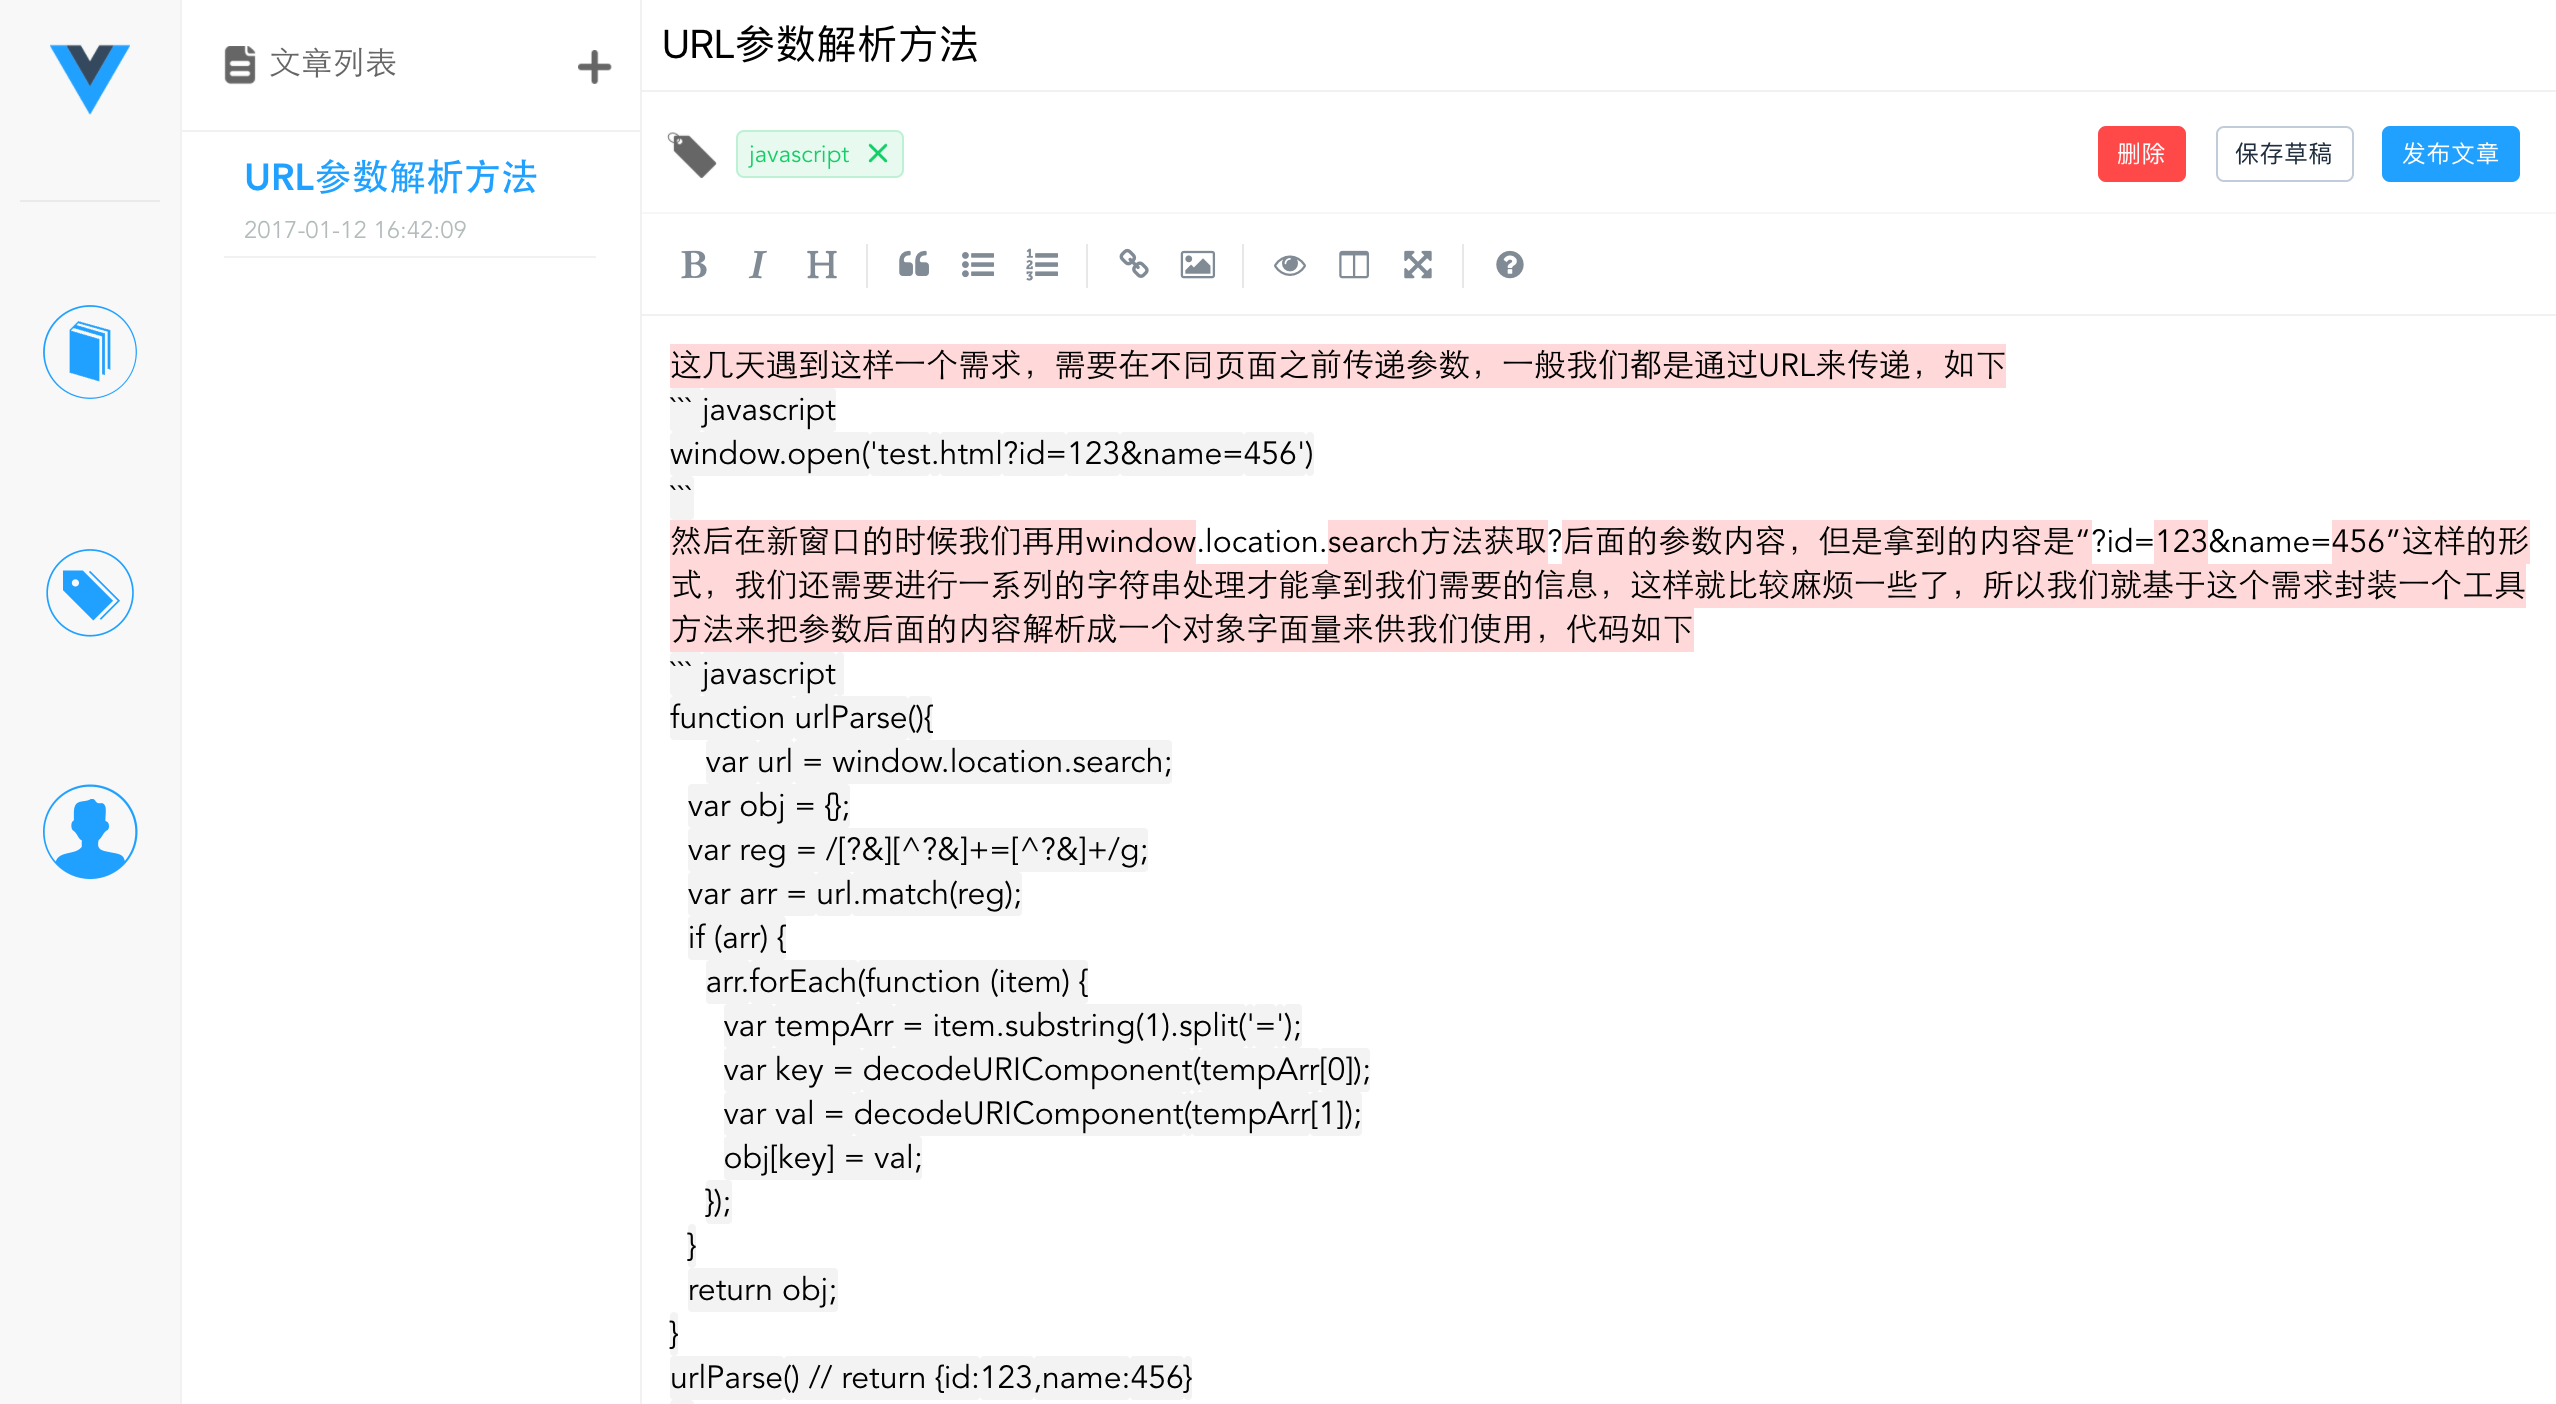 文章列表
URL参数解析方法
2017-01-12 16:42:09
URL参数解析方法
javascript
删除
保存草稿
发布文章
B I H
这几天遇到这样一个需求，需要在不同页面之前传递参数，一般我们都是通过URL来传递，如下
``` javascript
window.open('test.html?id=123&name=456')
```
然后在新窗口的时候我们再用window.location.search方法获取?后面的参数内容，但是拿到的内容是“?id=123&name=456”这样的形
式，我们还需要进行一系列的字符串处理才能拿到我们需要的信息，这样就比较麻烦一些了，所以我们就基于这个需求封装一个工具
方法来把参数后面的内容解析成一个对象字面量来供我们使用，代码如下
``` javascript
function urlParse(){
    var url = window.location.search;
  var obj = {};
  var reg = /[?&][^?&]+=[^?&]+/g;
  var arr = url.match(reg);
  if (arr) {
    arr.forEach(function (item) {
      var tempArr = item.substring(1).split('=');
      var key = decodeURIComponent(tempArr[0]);
      var val = decodeURIComponent(tempArr[1]);
      obj[key] = val;
    });
  }
  return obj;
}
urlParse() // return {id:123,name:456}